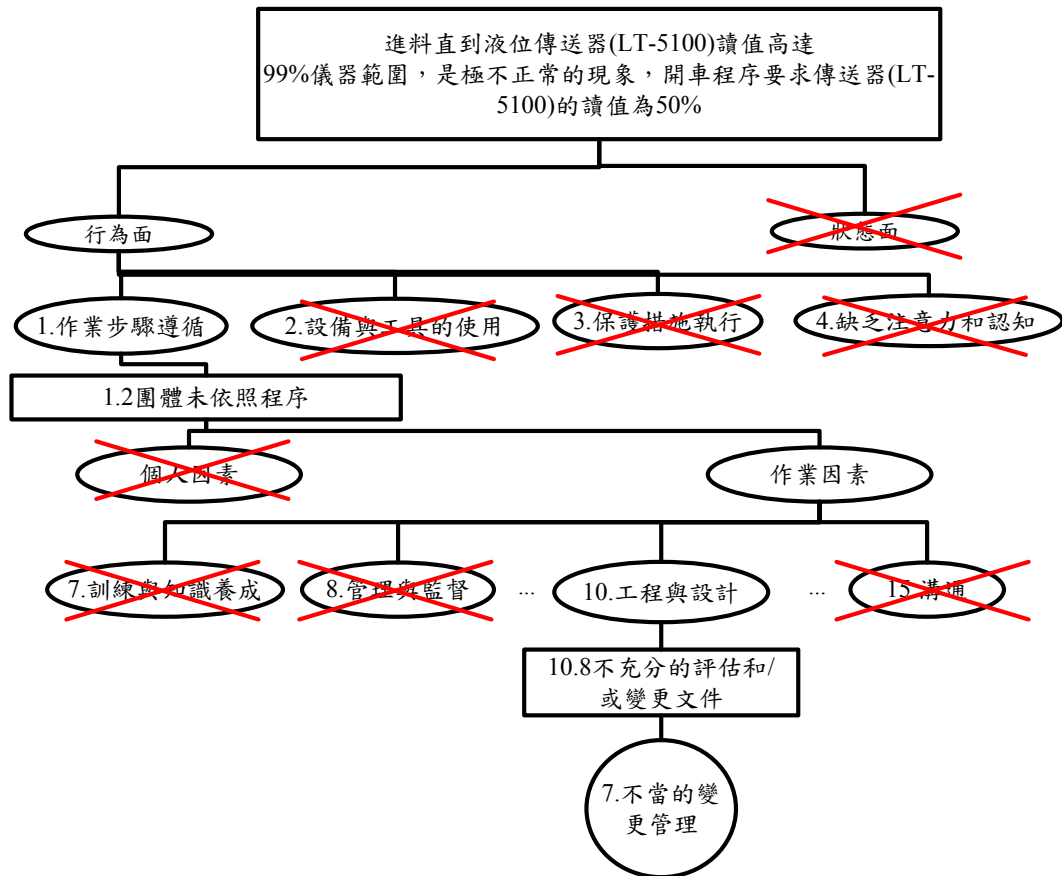 進料直到液位傳送器(LT-5100)讀值高達
99%儀器範圍，是極不正常的現象，開車程序要求傳送器(LT-
5100)的讀值為50%
行為面
狀態面
1.作業步驟遵循
2.設備與工具的使用
3.保護措施執行
4.缺乏注意力和認知
1.2團體未依照程序
個人因素
作業因素
7.訓練與知識養成
8.管理與監督
...
10.工程與設計
...
15.溝通
10.8不充分的評估和/
或變更文件
7.不當的變
更管理